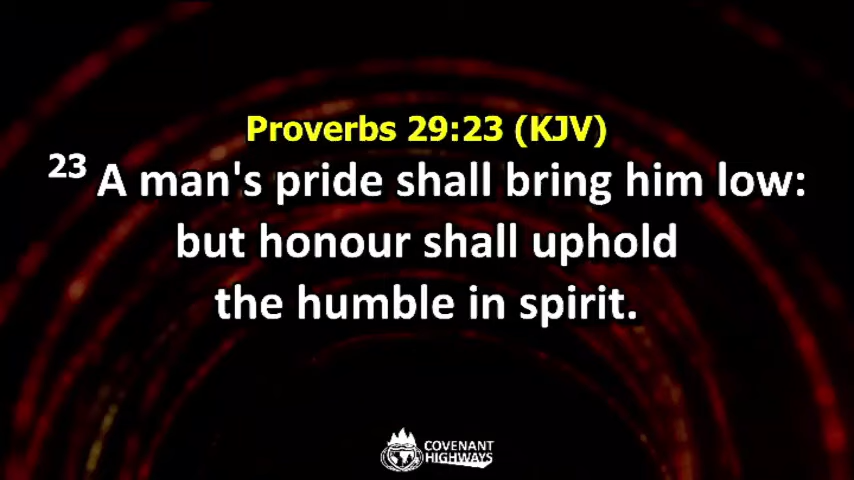 Proverbs 29:23 (KJV)
23 A man's pride shall bring him low:
but honour shall uphold
the humble in spirit.
COVENANT
HIGHWAYS